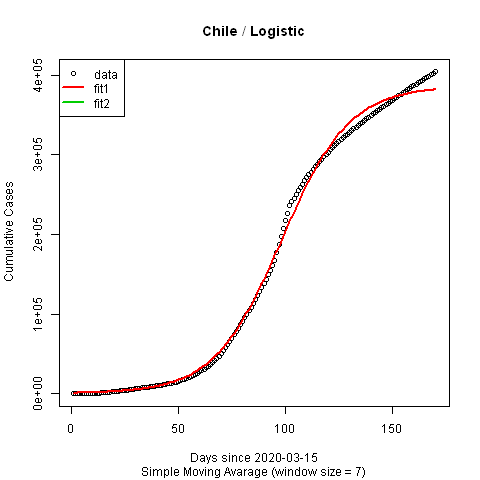 Chile / Logistic
data
fit1
fit2
4e+05
3e+05
2e+05
1e+05
0e+00
Cumulative Cases
0
50
100
150
Days since 2020-03-15
Simple Moving Avarage (window size = 7)